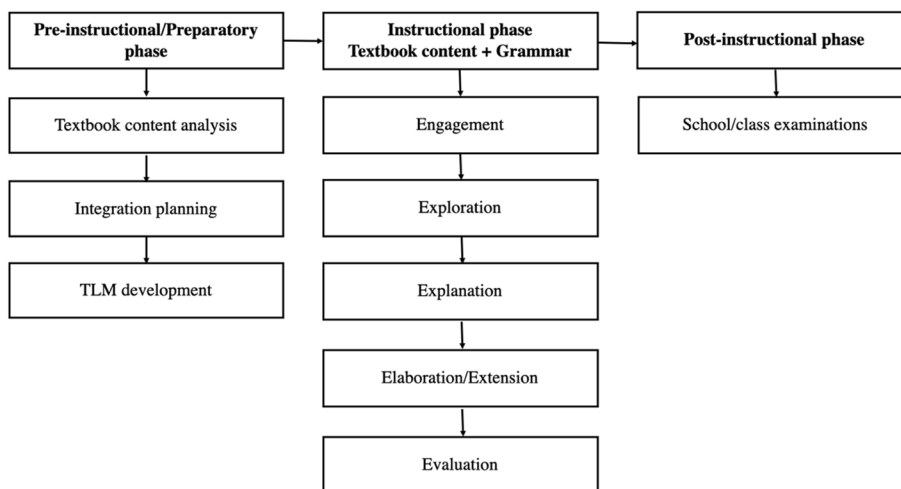 Pre-instructional/Preparatory
phase
Textbook content analysis
Integration planning
TLM development
Instructional phase
Textbook content + Grammar
Engagement
Exploration
Explanation
Elaboration/Extension
Evaluation
Post-instructional phase
School/class examinations